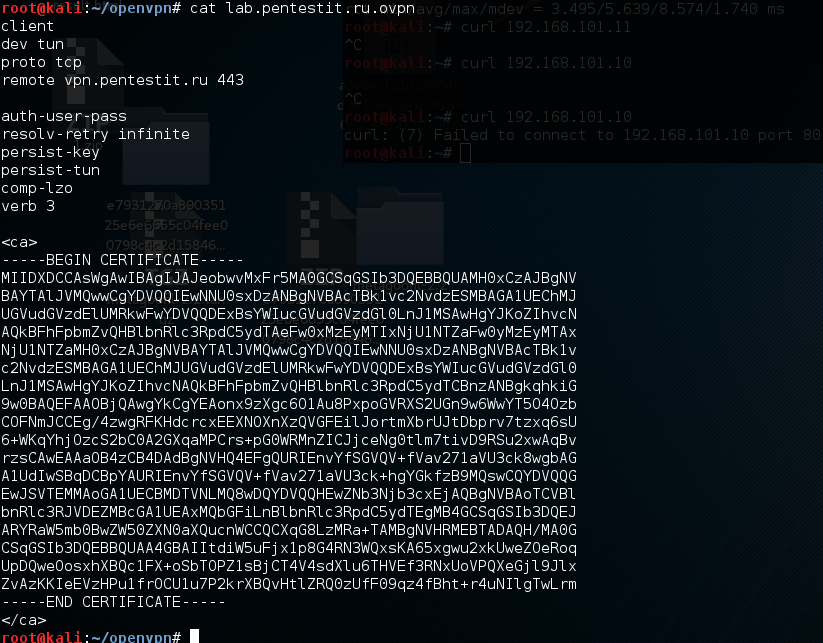 root@kali:~/openvpn# cat lab.pentestit.ru.ovpn
avg/max/mdev = 3.495/5.639/8.574/1.740 ms
client
root@kali:~# curl 192.168.101.11
dev tun
^C
proto tcp
root@kali:~# curl 192.168.101.10
remote vpn.pentestit.ru 443
^C
auth-user-pass
root@kali:~# curl 192.168.101.10
resolv-retry infinite
curl: (7) Failed to connect to 192.168.101.10 port 80
persist-key
root@kali:~#
persist-tun
comp-lzo
verb 3
<ca>
-----BEGIN CERTIFICATE-----
MIIDXDCCAsWgAwIBAgIJAJeobwvMxFr5MA0GCSqGSIb3DQEBBQUAMH0xCzAJBgNV
BAYTAlJVMQwwCgYDVQQIEwNNU0sxDzANBgNVBAcTBk1vc2NvdzESMBAGA1UEChMJ
UGVudGVzdElUMRkwFwYDVQQDExBsYWIucGVudGVzdGl0LnJ1MSAwHgYJKoZIhvcN
AQkBFhFpbmZvQHBlbnRlc3RpdC5ydTAeFw0xMzEyMTIxNjU1NTZaFw0yMzEyMTAx
NjU1NTZaMH0xCzAJBgNVBAYTAlJVMQwwCgYDVQQIEwNNU0sxDzANBgNVBAcTBk1v
c2NvdzESMBAGA1UEChMJUGVudGVzdElUMRkwFwYDVQQDExBsYWIucGVudGVzdGl0
LnJ1MSAwHgYJKoZIhvcNAQkBFhFpbmZvQHBlbnRlc3RpdC5ydTCBnzANBgkqhkiG
9w0BAQEFAAOBjQAwgYkCgYEAonx9zXgc6O1Au8PxpoGVRXS2UGn9w6WwYT5O4Ozb
COFNmJCCEg/4zwgRFKHdcrcxEEXNOXnXzQVGFEilJortmXbrUJtDbprv7tzxq6sU
6+WKqYhjOzcS2bC0A2GXqaMPCrs+pG0WRMnZICJjceNg0tlm7tivD9RSu2xwAqBv
rzsCAwEAAaOB4zCB4DAdBgNVHQ4EFgQURIEnvYfSGVQV+fVav271aVU3ck8wgbAG
A1UdIwSBqDCBpYAURIEnvYfSGVQV+fVav271aVU3ck+hgYGkfzB9MQswCQYDVQQG
EwJSVTEMMAoGA1UECBMDTVNLMQ8wDQYDVQQHEwZNb3Njb3cxEjAQBgNVBAoTCVBl
bnRlc3RJVDEZMBcGA1UEAxMQbGFiLnBlbnRlc3RpdC5ydTEgMB4GCSqGSIb3DQEJ
ARYRaW5mb0BwZW50ZXN0aXQucnWCCQCXqG8LzMRa+TAMBgNVHRMEBTADAQH/MA0G
CSqGSIb3DQEBBQUAA4GBAIItdiW5uFjx1p8G4RN3WQxsKA65xgwu2xkUweZOeRoq
UpDQweOosxhXBQc1FX+oSbTOPZ1sBjCT4V4sdXlu6THVEf3RNxUoVPQXeGjl9Jlx
ZvAzKKIeEVzHPu1frOCU1u7P2krXBQvHtlZRQ0zUfF09qz4fBht+r4uNIlgTwLrm
-----END CERTIFICATE-----
</ca>
root@kali:~/openvpn#